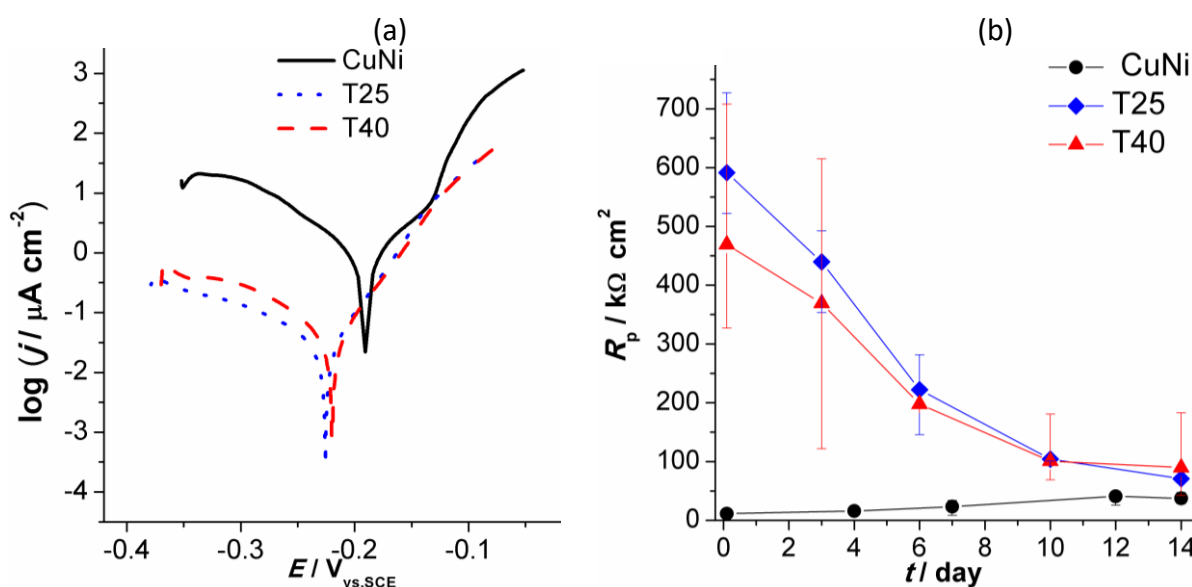 (a)
CuNi
T25
T40
3
2
1
0
-1
-2
-3
-4
log (j / μA cm-2)
-0.4 -0.3 -0.2 -0.1
E / V vs.SCE
(b)
CuNi
T25
T40
700
600
500
400
300
200
100
0
Rp / kΩ cm2
0 2 4 6 8 10 12 14
t / day